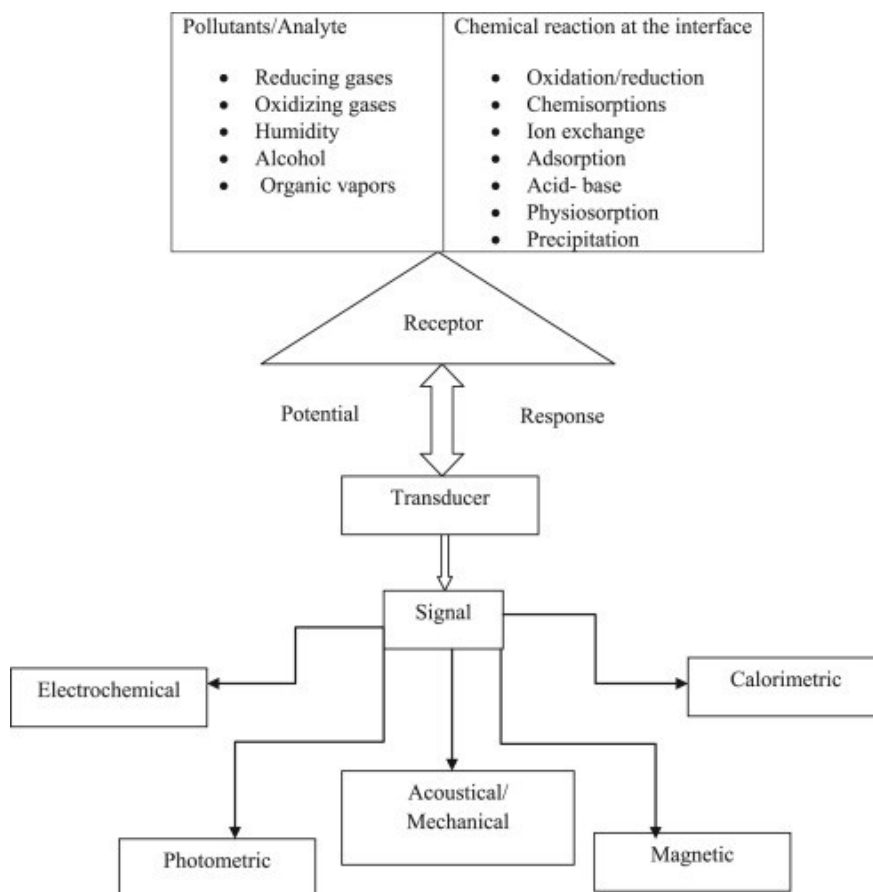 Pollutants/Analyte
• Reducing gases
• Oxidizing gases
• Humidity
• Alcohol
• Organic vapors
Chemical reaction at the interface
• Oxidation/reduction
• Chemisorptions
• Ion exchange
• Adsorption
• Acid- base
• Physiosorption
• Precipitation
Receptor
Potential
Response
Transducer
Signal
Electrochemical
Calorimetric
Acoustical/
Mechanical
Photometric
Magnetic